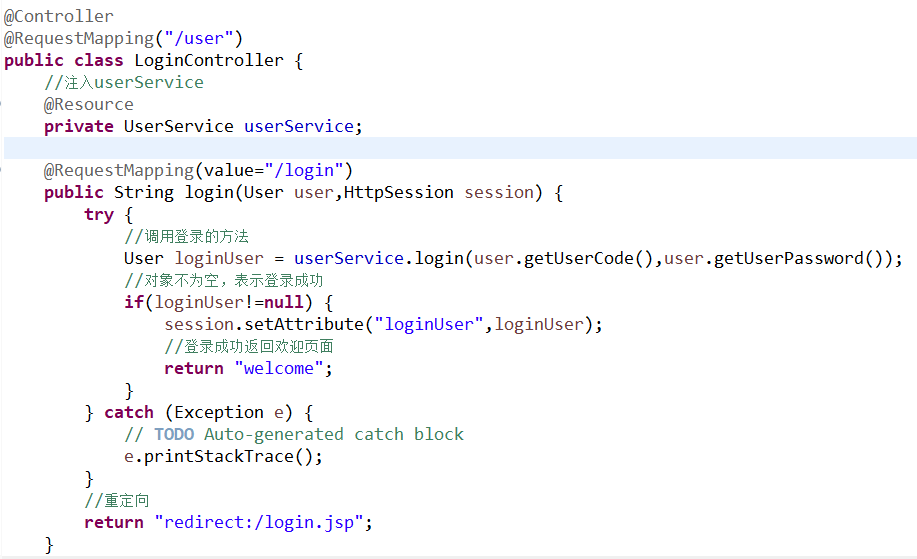 @Controller
@RequestMapping("/user")
public class LoginController {
//注入userService
@Resource
private UserService userService;
@RequestMapping(value="/login")
public String login(User user,HttpSession session) {
try {
//调用登录的方法
User loginUser = userService.login(user.getUserCode(),user.getUserPassword());
//对象不为空，表示登录成功
if(loginUser!=null) {
session.setAttribute("loginUser",loginUser);
//登录成功返回欢迎页面
return "welcome";
}
} catch (Exception e) {
// TODO Auto-generated catch block
e.printStackTrace();
}
//重定向
return "redirect:/login.jsp";
}